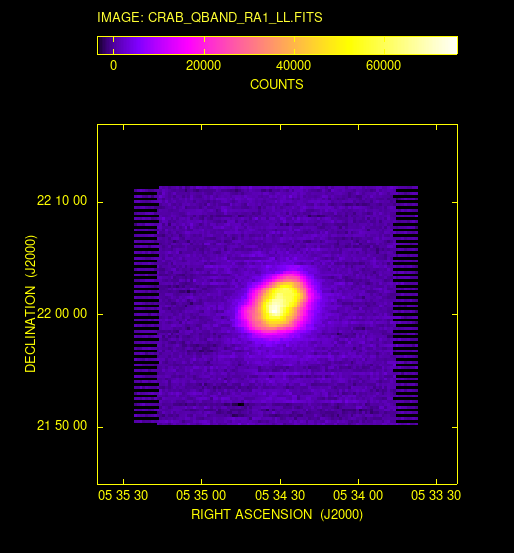 IMAGE: CRAB_QBAND_RA1_LL.FITS
0 20000 40000 60000
COUNTS
22 10 00
22 00 00
21 50 00
DECLINATION (J2000)
05 35 30 05 35 00 05 34 30 05 34 00 05 33 30
RIGHT ASCENSION (J2000)